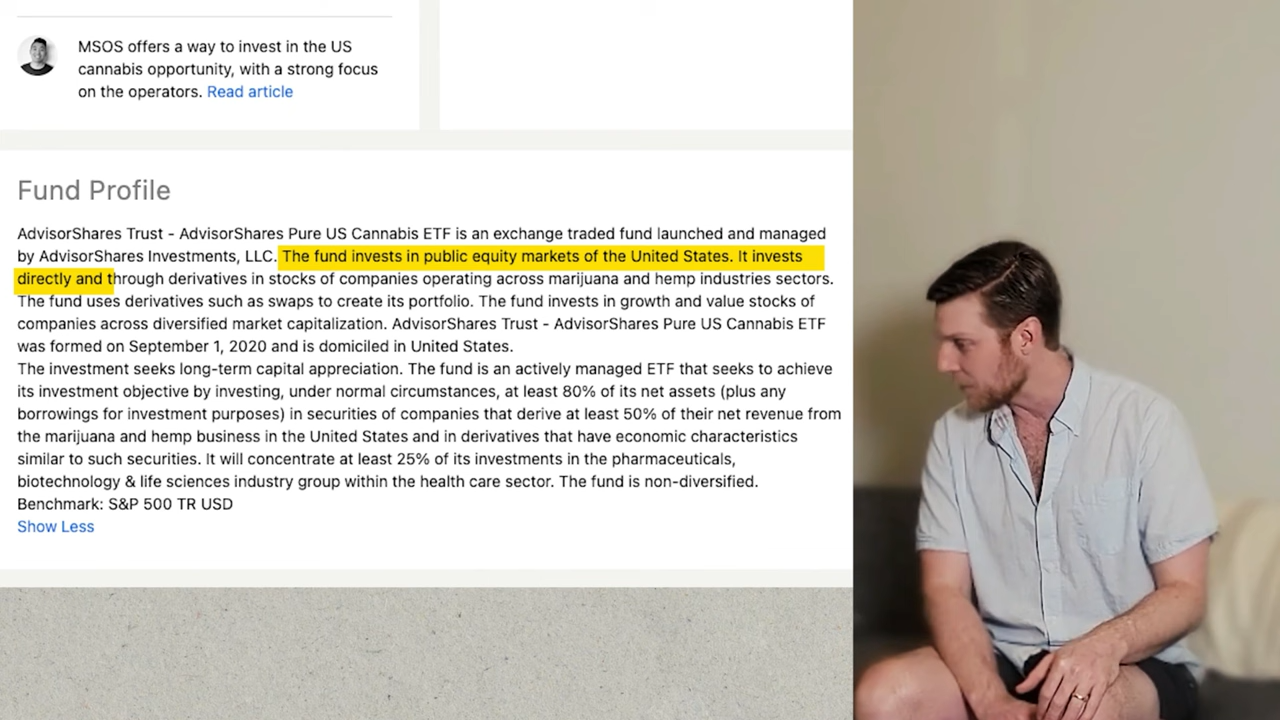 MSOS offers a way to invest in the US
cannabis opportunity, with a strong focus
on the operators. Read article
Fund Profile
AdvisorShares Trust - AdvisorShares Pure US Cannabis ETF is an exchange traded fund launched and managed
by AdvisorShares Investments, LLC. The fund invests in public equity markets of the United States. It invests
directly and through derivatives in stocks of companies operating across marijuana and hemp industries sectors.
The fund uses derivatives such as swaps to create its portfolio. The fund invests in growth and value stocks of
companies across diversified market capitalization. AdvisorShares Trust - AdvisorShares Pure US Cannabis ETF
was formed on September 1, 2020 and is domiciled in United States.
The investment seeks long-term capital appreciation. The fund is an actively managed ETF that seeks to achieve
its investment objective by investing, under normal circumstances, at least 80% of its net assets (plus any
borrowings for investment purposes) in securities of companies that derive at least 50% of their net revenue from
the marijuana and hemp business in the United States and in derivatives that have economic characteristics
similar to such securities. It will concentrate at least 25% of its investments in the pharmaceuticals,
biotechnology & life sciences industry group within the health care sector. The fund is non-diversified.
Benchmark: S&P 500 TR USD
Show Less